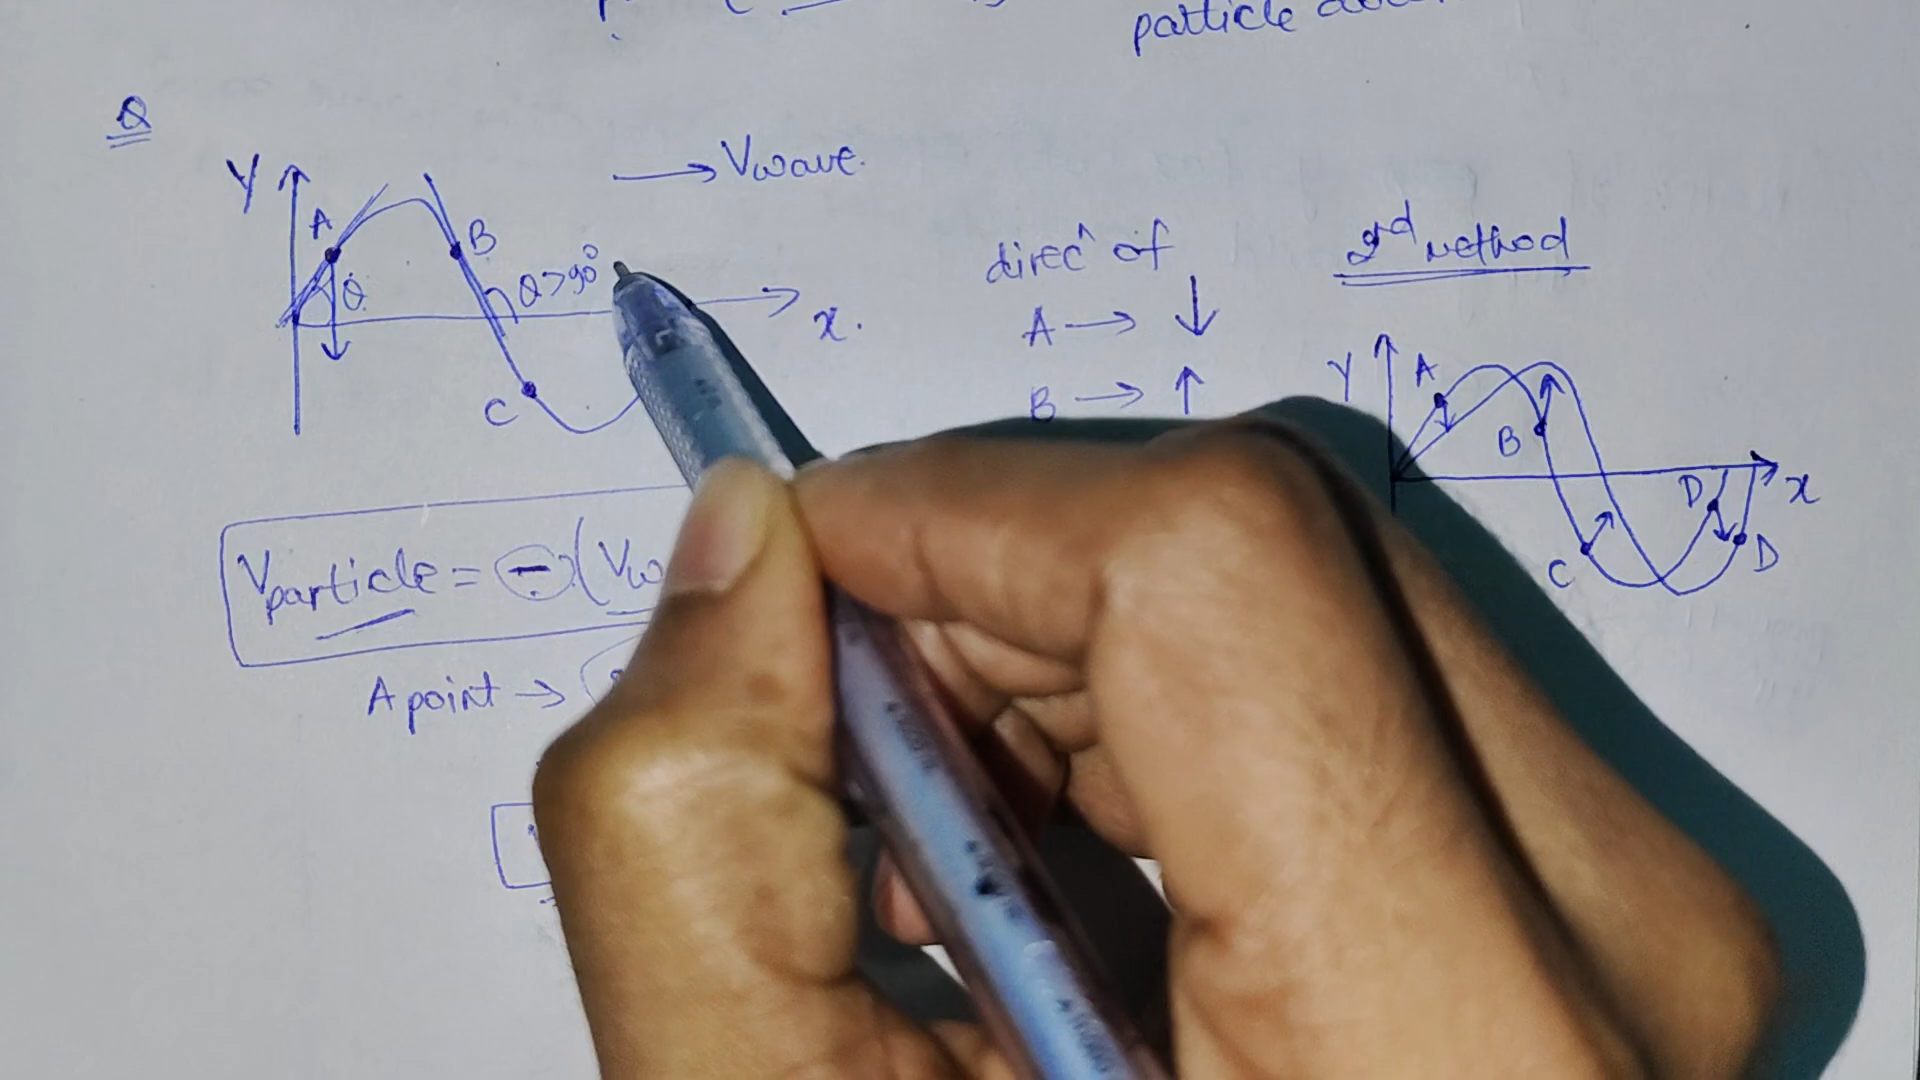 particle
Q
Y
A
θ
B
θ>90°
C
→ Vwave.
x.
direcⁿ of
A → ↓
B → ↑
2nd method
Y
A
B
C
D
D
x
Vparticle = - (Vw
A point →